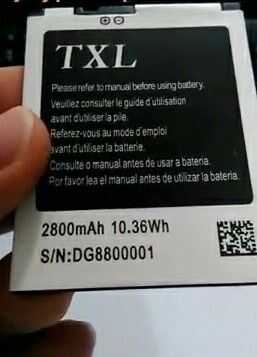 TXL
Please refer to manual before using battery.
Veuillez consulter le guide d'utilisation
avant d'utiliser la pile.
Referez-vous au mode d'emploi
avant d'utiliser la batterie.
Consulte o manual antes de usar a bateria.
Por favor lea el manual antes de utilizar la bateria.
2800mAh 10.36Wh
S/N:DG8800001